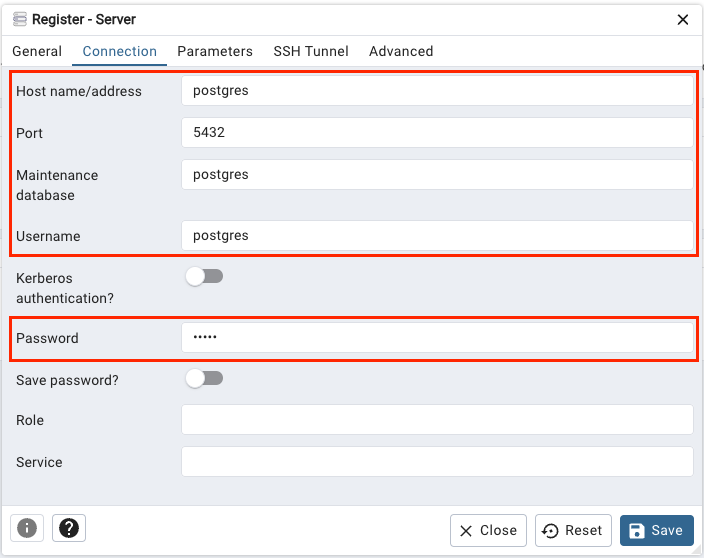 Register - Server
General Connection Parameters SSH Tunnel Advanced
Host name/address postgres
Port 5432
Maintenance database postgres
Username postgres
Kerberos authentication?
Password •••••
Save password?
Role
Service
Close Reset Save